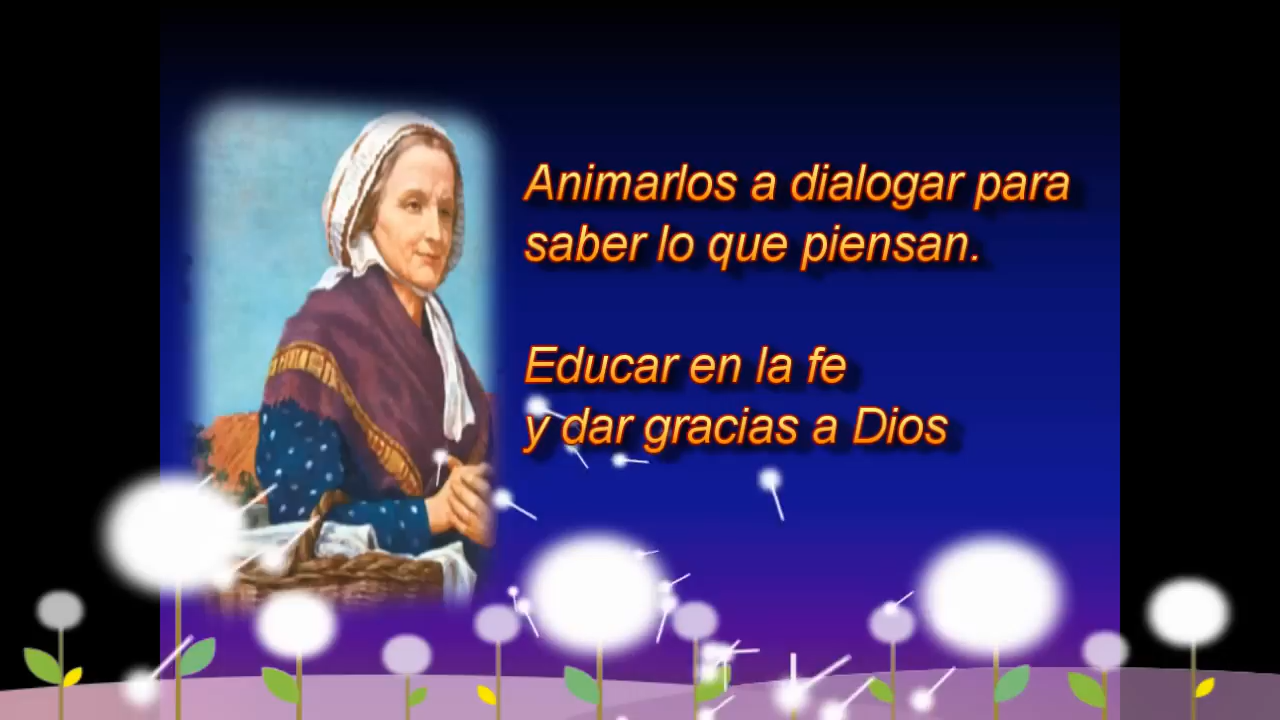 Animarlos a dialogar para
saber lo que piensan.
Educar en la fe
y dar gracias a Dios